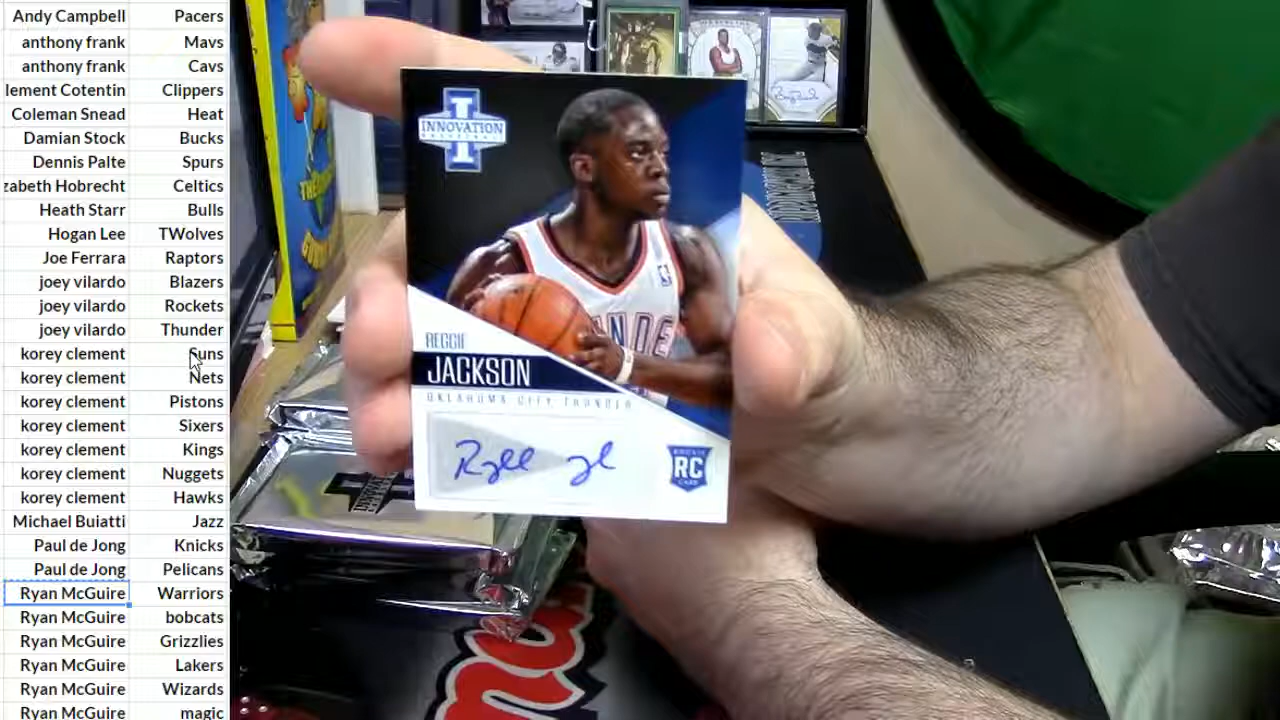 Andy Campbell Pacers
anthony frank Mavs
anthony frank Cavs
lement Cotentin Clippers
Coleman Snead Heat
Damian Stock Bucks
Dennis Palte Spurs
zabeth Hobrecht Celtics
Heath Starr Bulls
Hogan Lee TWolves
Joe Ferrara Raptors
joey vilardo Blazers
joey vilardo Rockets
joey vilardo Thunder
korey clement Suns
korey clement Nets
korey clement Pistons
korey clement Sixers
korey clement Kings
korey clement Nuggets
korey clement Hawks
Michael Buiatti Jazz
Paul de Jong Knicks
Paul de Jong Pelicans
Ryan McGuire Warriors
Ryan McGuire bobcats
Ryan McGuire Grizzlies
Ryan McGuire Lakers
Ryan McGuire Wizards
Ryan McGuire magic
INNOVATION
BASKETBALL
REGGIE
JACKSON
OKLAHOMA CITY THUNDER
ROOKIE
RC
CARD